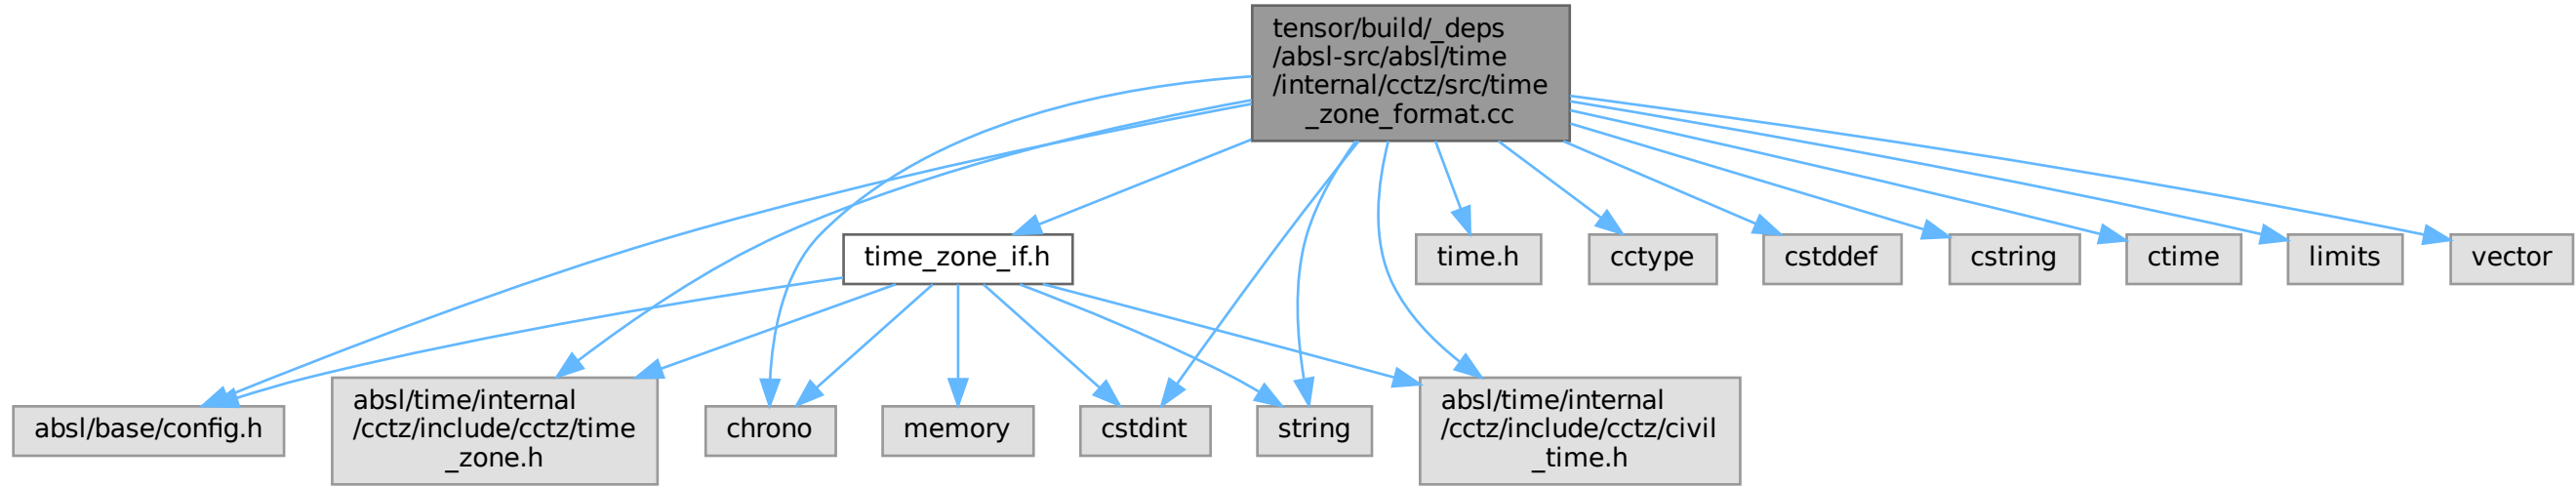 tensor/build/_deps
/absl-src/absl/time
/internal/cctz/src/time
_zone_format.cc
time_zone_if.h
time.h
cctype
cstddef
cstring
ctime
limits
vector
absl/base/config.h
absl/time/internal
/cctz/include/cctz/time
_zone.h
chrono
memory
cstdint
string
absl/time/internal
/cctz/include/cctz/civil
_time.h